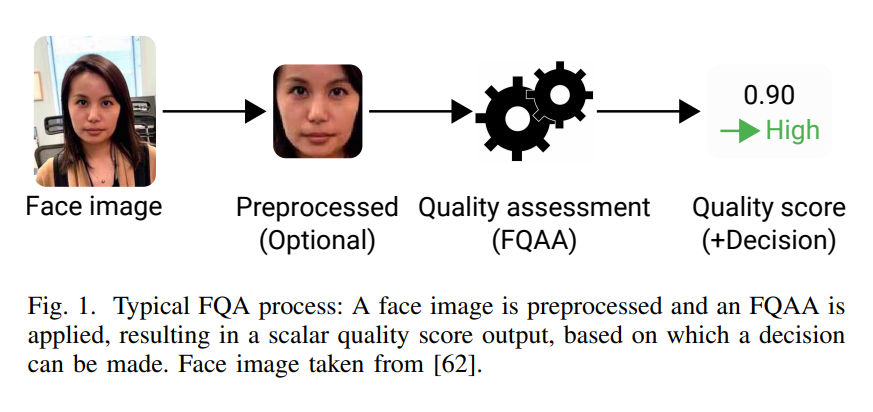 0.90
High
Face image
Preprocessed
(Optional)
Quality assessment
(FQAA)
Quality score
(+Decision)
Fig. 1. Typical FQA process: A face image is preprocessed and an FQAA is
applied, resulting in a scalar quality score output, based on which a decision
can be made. Face image taken from [62].